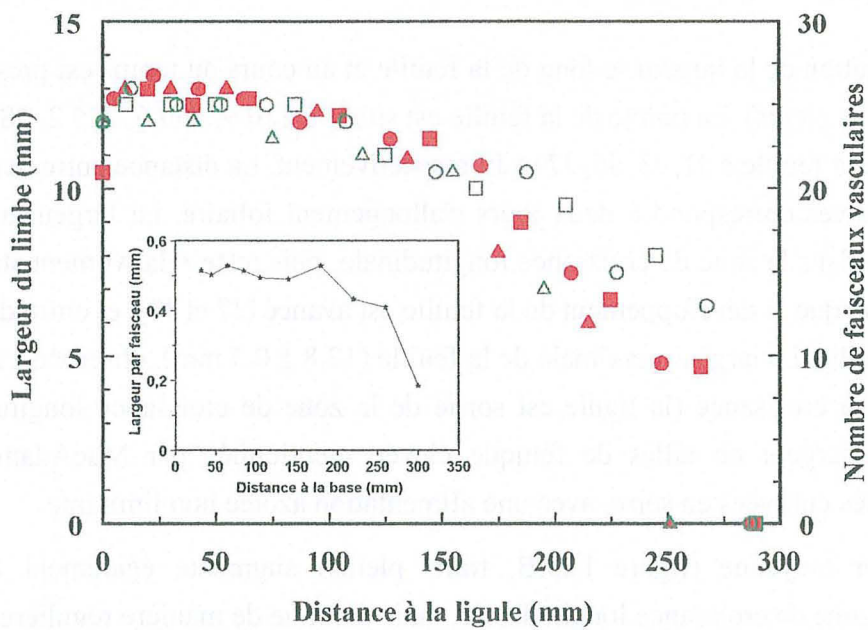 15
10
5
0
Largeur du limbe (mm)
30
20
10
0
Nombre de faisceaux vasculaires
0 50 100 150 200 250 300
Distance à la ligule (mm)
0,6
0,4
0,2
0
Largeur par faisceau (mm)
0 50 100 150 200 250 300 350
Distance à la base (mm)